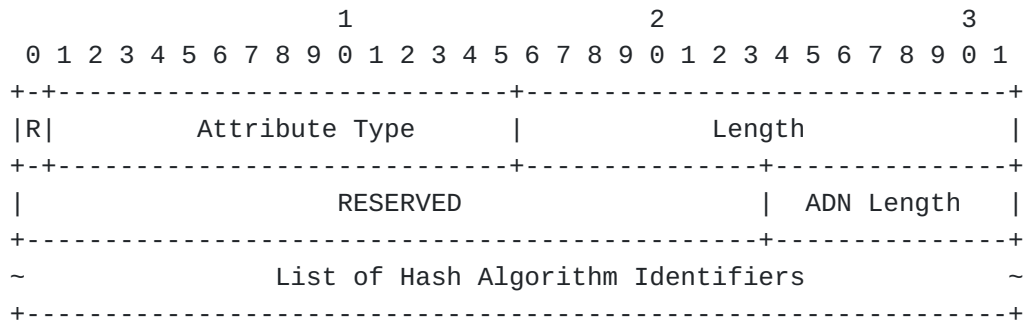 1                   2                   3
 0 1 2 3 4 5 6 7 8 9 0 1 2 3 4 5 6 7 8 9 0 1 2 3 4 5 6 7 8 9 0 1
+-+-----------------------------+-------------------------------+
|R|         Attribute Type      |            Length             |
+-+-----------------------------+---------------+---------------+
|                    RESERVED                   |  ADN Length   |
+-----------------------------------------------+---------------+
~                List of Hash Algorithm Identifiers             ~
+---------------------------------------------------------------+